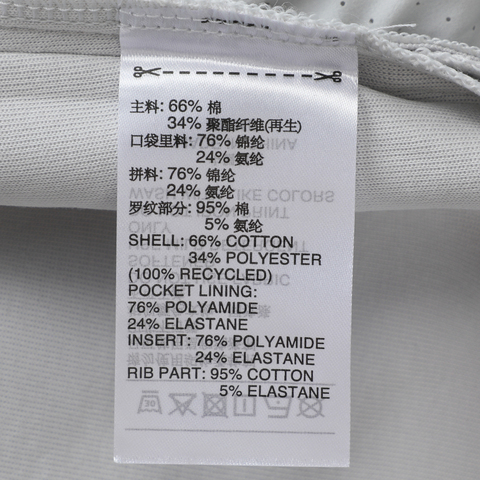 主料: 66% 棉
34% 聚酯纤维(再生)
口袋里料: 76% 锦纶
24% 氨纶
拼料: 76% 锦纶
24% 氨纶
罗纹部分: 95% 棉
5% 氨纶
SHELL: 66% COTTON
34% POLYESTER
(100% RECYCLED)
POCKET LINING:
76% POLYAMIDE
24% ELASTANE
INSERT: 76% POLYAMIDE
24% ELASTANE
RIB PART: 95% COTTON
5% ELASTANE